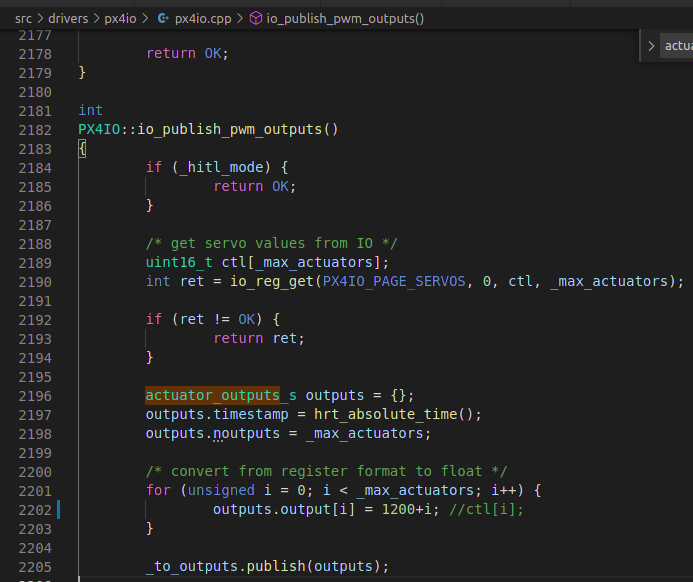 src > drivers > px4io > px4io.cpp > io_publish_pwm_outputs()
2177
2178 return OK;
2179 }
2180
2181 int
2182 PX4IO::io_publish_pwm_outputs()
2183 {
2184 if (_hitl_mode) {
2185 return OK;
2186 }
2187
2188 /* get servo values from IO */
2189 uint16_t ctl[_max_actuators];
2190 int ret = io_reg_get(PX4IO_PAGE_SERVOS, 0, ctl, _max_actuators);
2191
2192 if (ret != OK) {
2193 return ret;
2194 }
2195
2196 actuator_outputs_s outputs = {};
2197 outputs.timestamp = hrt_absolute_time();
2198 outputs.noutputs = _max_actuators;
2199
2200 /* convert from register format to float */
2201 for (unsigned i = 0; i < _max_actuators; i++) {
2202 outputs.output[i] = 1200+i; //ctl[i];
2203 }
2204
2205 _to_outputs.publish(outputs);
> actua